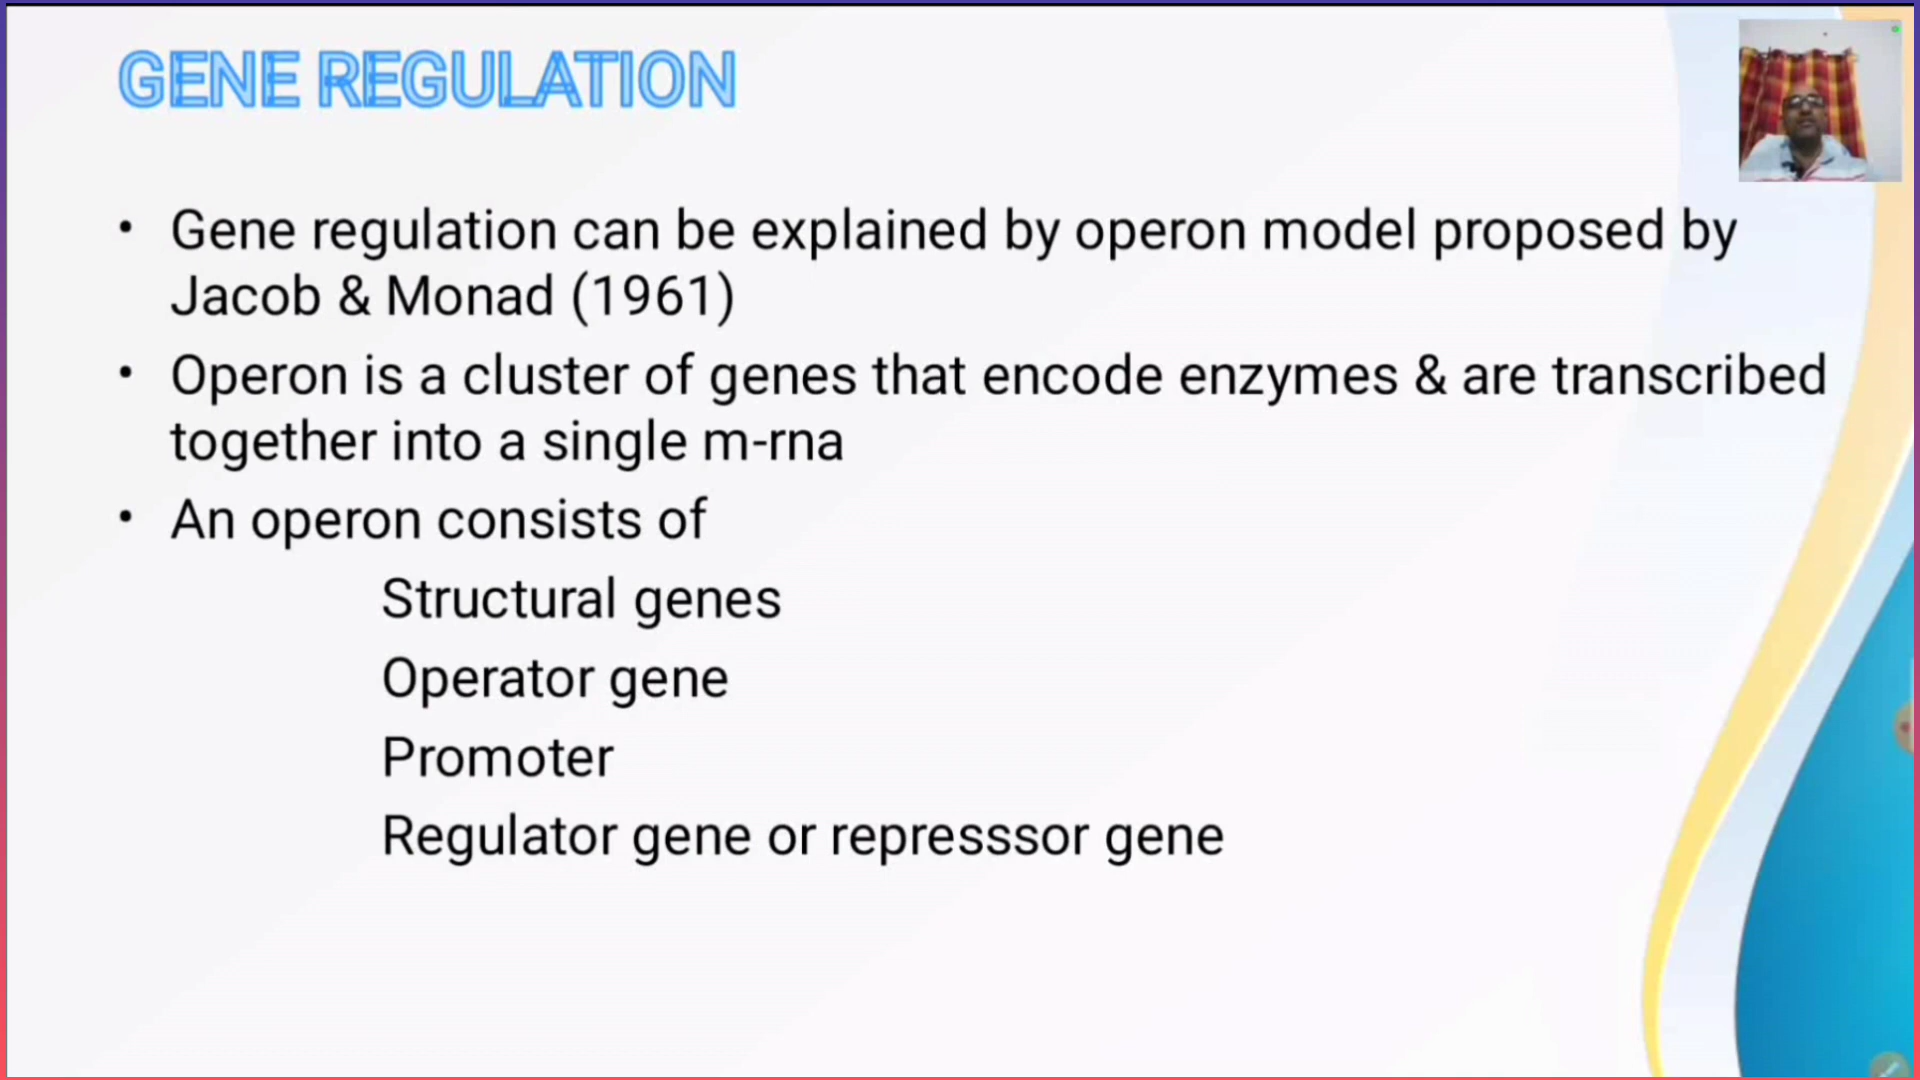 GENE REGULATION
• Gene regulation can be explained by operon model proposed by
Jacob & Monad (1961)
• Operon is a cluster of genes that encode enzymes & are transcribed
together into a single m-rna
• An operon consists of
Structural genes
Operator gene
Promoter
Regulator gene or represssor gene